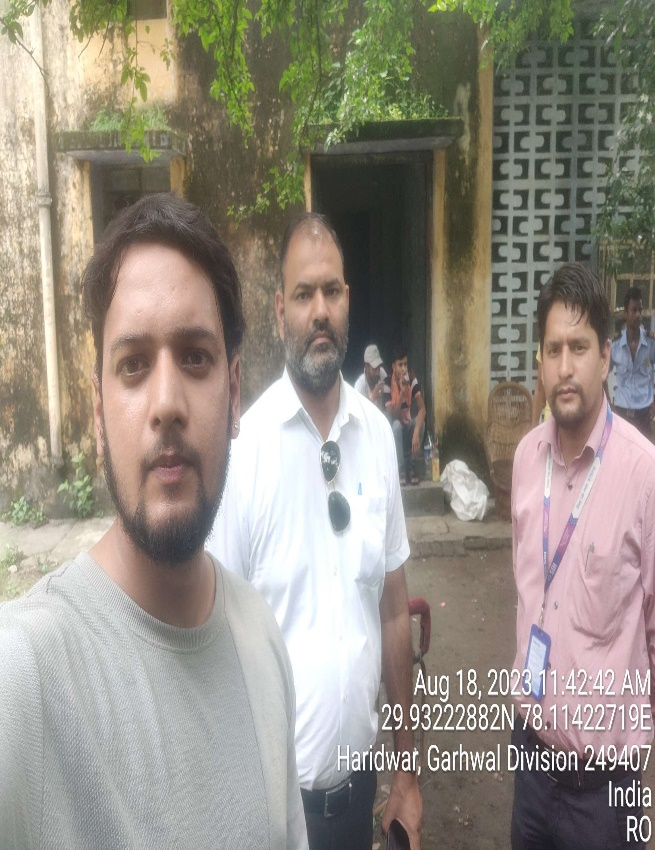 Aug 18, 2023 11:42:42 AM
29.93222882N 78.11422719E
Haridwar, Garhwal Division 249407
India
RO